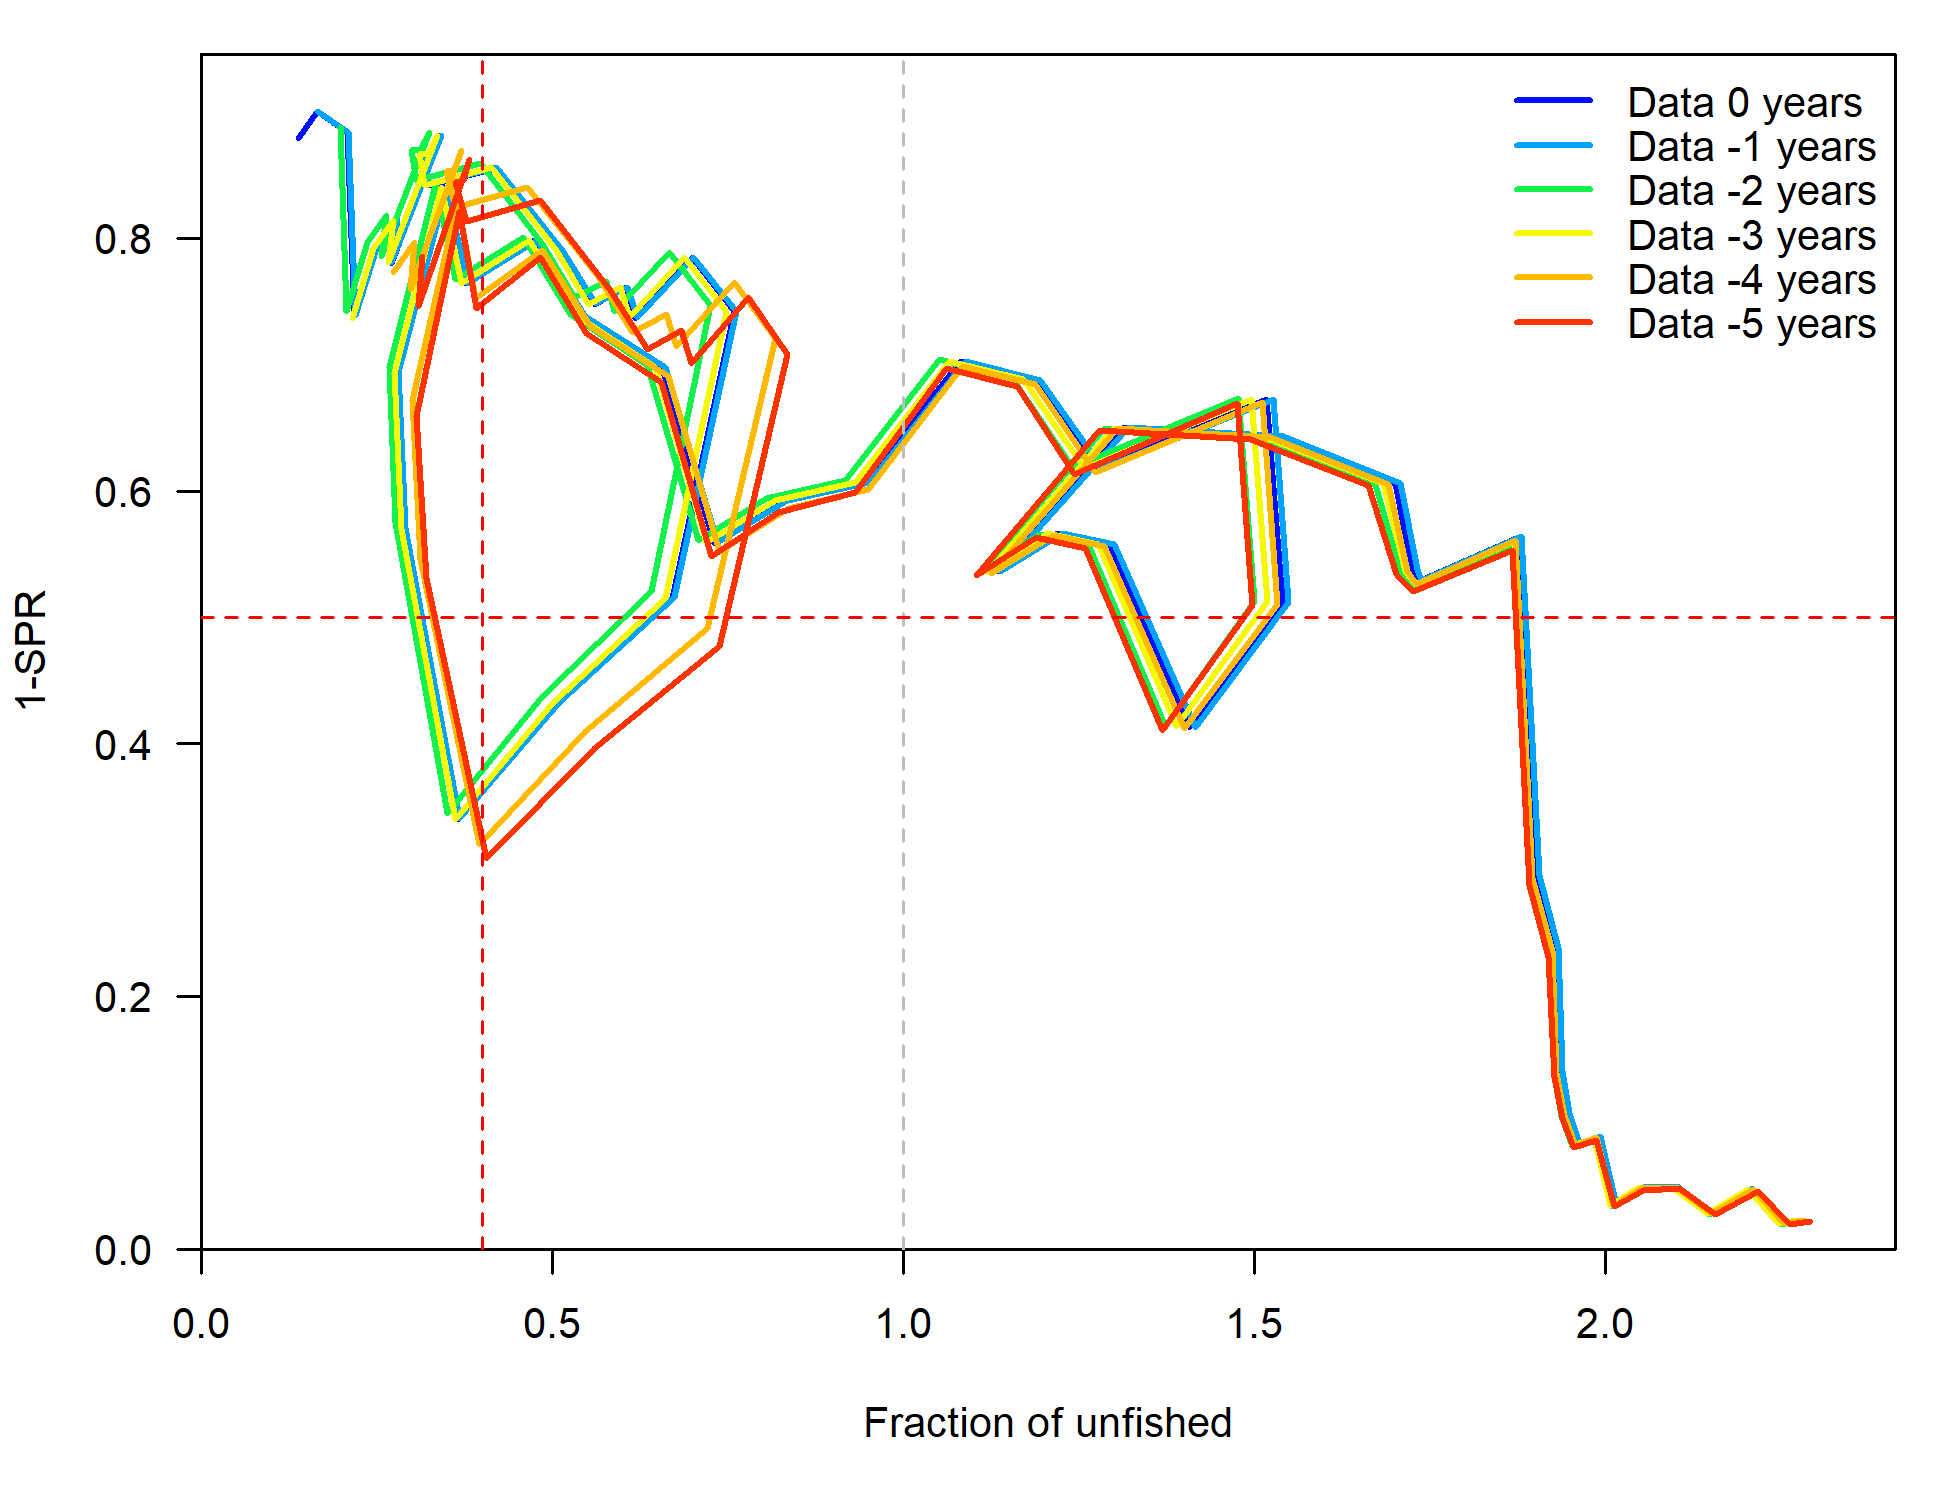 Data 0 years
Data -1 years
Data -2 years
Data -3 years
Data -4 years
Data -5 years
0.8
0.6
0.4
0.2
0.0
1-SPR
0.0 0.5 1.0 1.5 2.0
Fraction of unfished